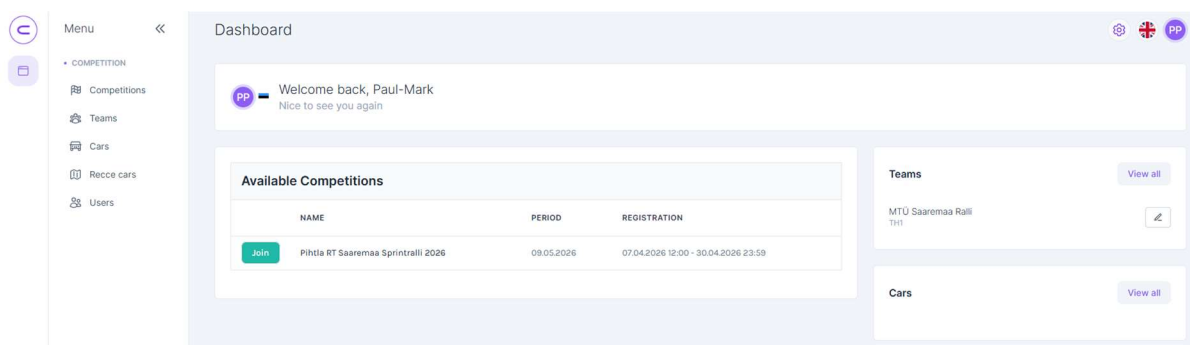 Menu
Dashboard
PP
• COMPETITION
Competitions
Teams
Cars
Recce cars
Users
PP
Welcome back, Paul-Mark
Nice to see you again
Available Competitions
NAME PERIOD REGISTRATION
Join Pihtla RT Saaremaa Sprintralli 2026 09.05.2026 07.04.2026 12:00 - 30.04.2026 23:59
Teams View all
MTÜ Saaremaa Ralli
TH1
Cars View all